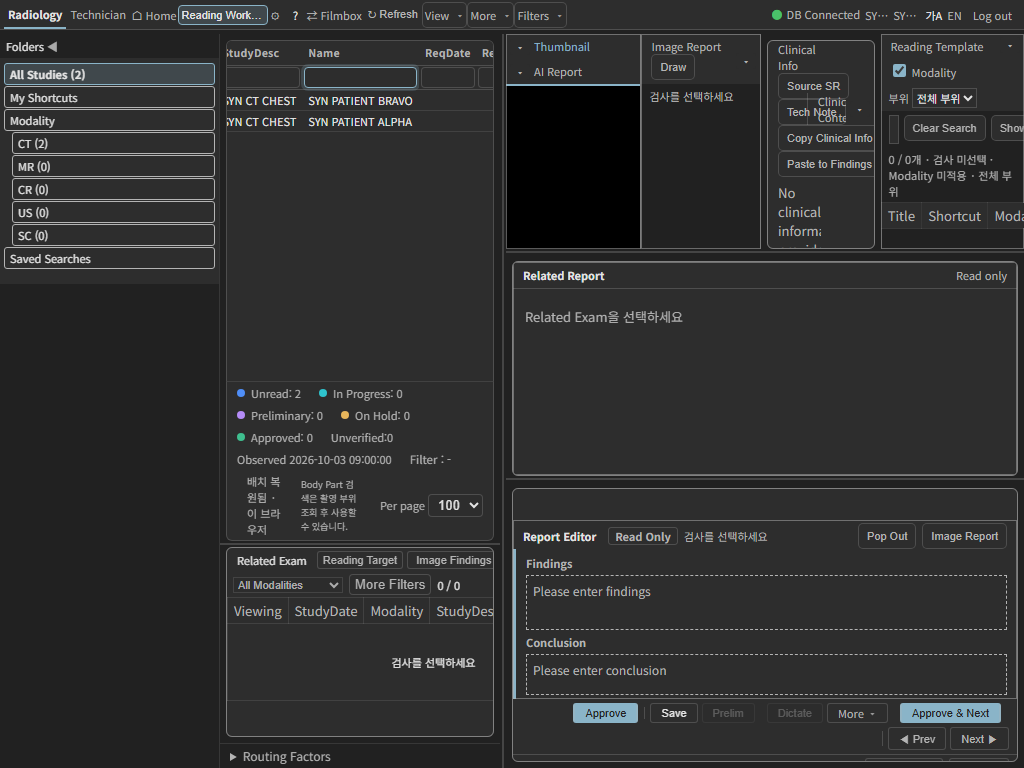 Radiology Technician Home Reading Work... ? Filmbox Refresh View More Filters DB Connected SY... SY... 가A EN Log out
Folders
All Studies (2)
My Shortcuts
Modality
CT (2)
MR (0)
CR (0)
US (0)
SC (0)
Saved Searches
StudyDesc Name ReqDate Re
SYN CT CHEST SYN PATIENT BRAVO
SYN CT CHEST SYN PATIENT ALPHA
Unread: 2 In Progress: 0
Preliminary: 0 On Hold: 0
Approved: 0 Unverified:0
Observed 2026-10-03 09:00:00 Filter : -
배치 복
원됨 ·
이 브라
우저
Body Part 검
색은 촬영 부위
조회 후 사용할
수 있습니다.
Per page 100
Related Exam Reading Target Image Findings
All Modalities More Filters 0 / 0
Viewing StudyDate Modality StudyDes
검사를 선택하세요
Routing Factors
Thumbnail
AI Report
Image Report
Draw
검사를 선택하세요
Clinical
Info
Source SR
Tech Note
Clinic
Conte
Copy Clinical Info
Paste to Findings
No
clinical
informa
Reading Template
Modality
부위 전체 부위
Clear Search Show
0 / 0개 · 검사 미선택 ·
Modality 미적용 · 전체 부
위
Title Shortcut Moda
Related Report Read only
Related Exam을 선택하세요
Report Editor Read Only 검사를 선택하세요 Pop Out Image Report
Findings
Please enter findings
Conclusion
Please enter conclusion
Approve Save Prelim Dictate More Approve & Next
Prev Next